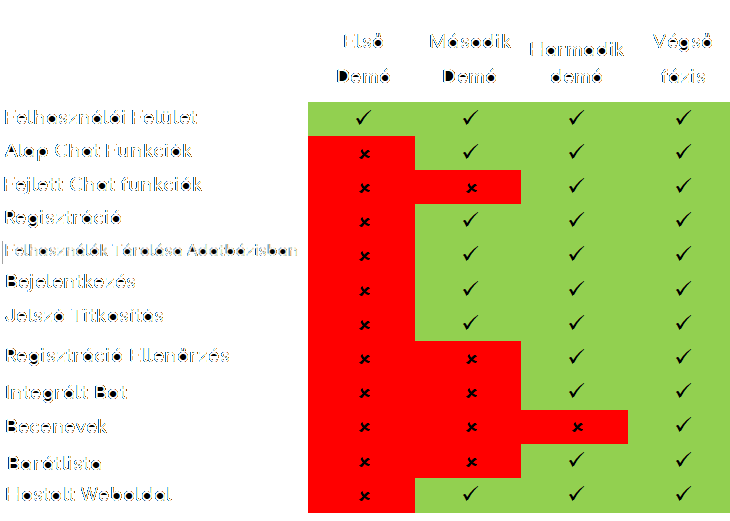 Első Demó
Második Demó
Harmadik demó
Végső fázis
Felhasználói Felület ✓ ✓ ✓ ✓
Alap Chat Funkciók × ✓ ✓ ✓
Fejlett Chat funkciók × × ✓ ✓
Regisztráció × ✓ ✓ ✓
Felhasználók Tárolása Adatbázisban × ✓ ✓ ✓
Bejelentkezés × ✓ ✓ ✓
Jelszó Titkosítás × ✓ ✓ ✓
Regisztráció Ellenőrzés × × ✓ ✓
Integrált Bot × × ✓ ✓
Becenevek × × × ✓
Barátlista × × ✓ ✓
Hostolt Weboldal × ✓ ✓ ✓